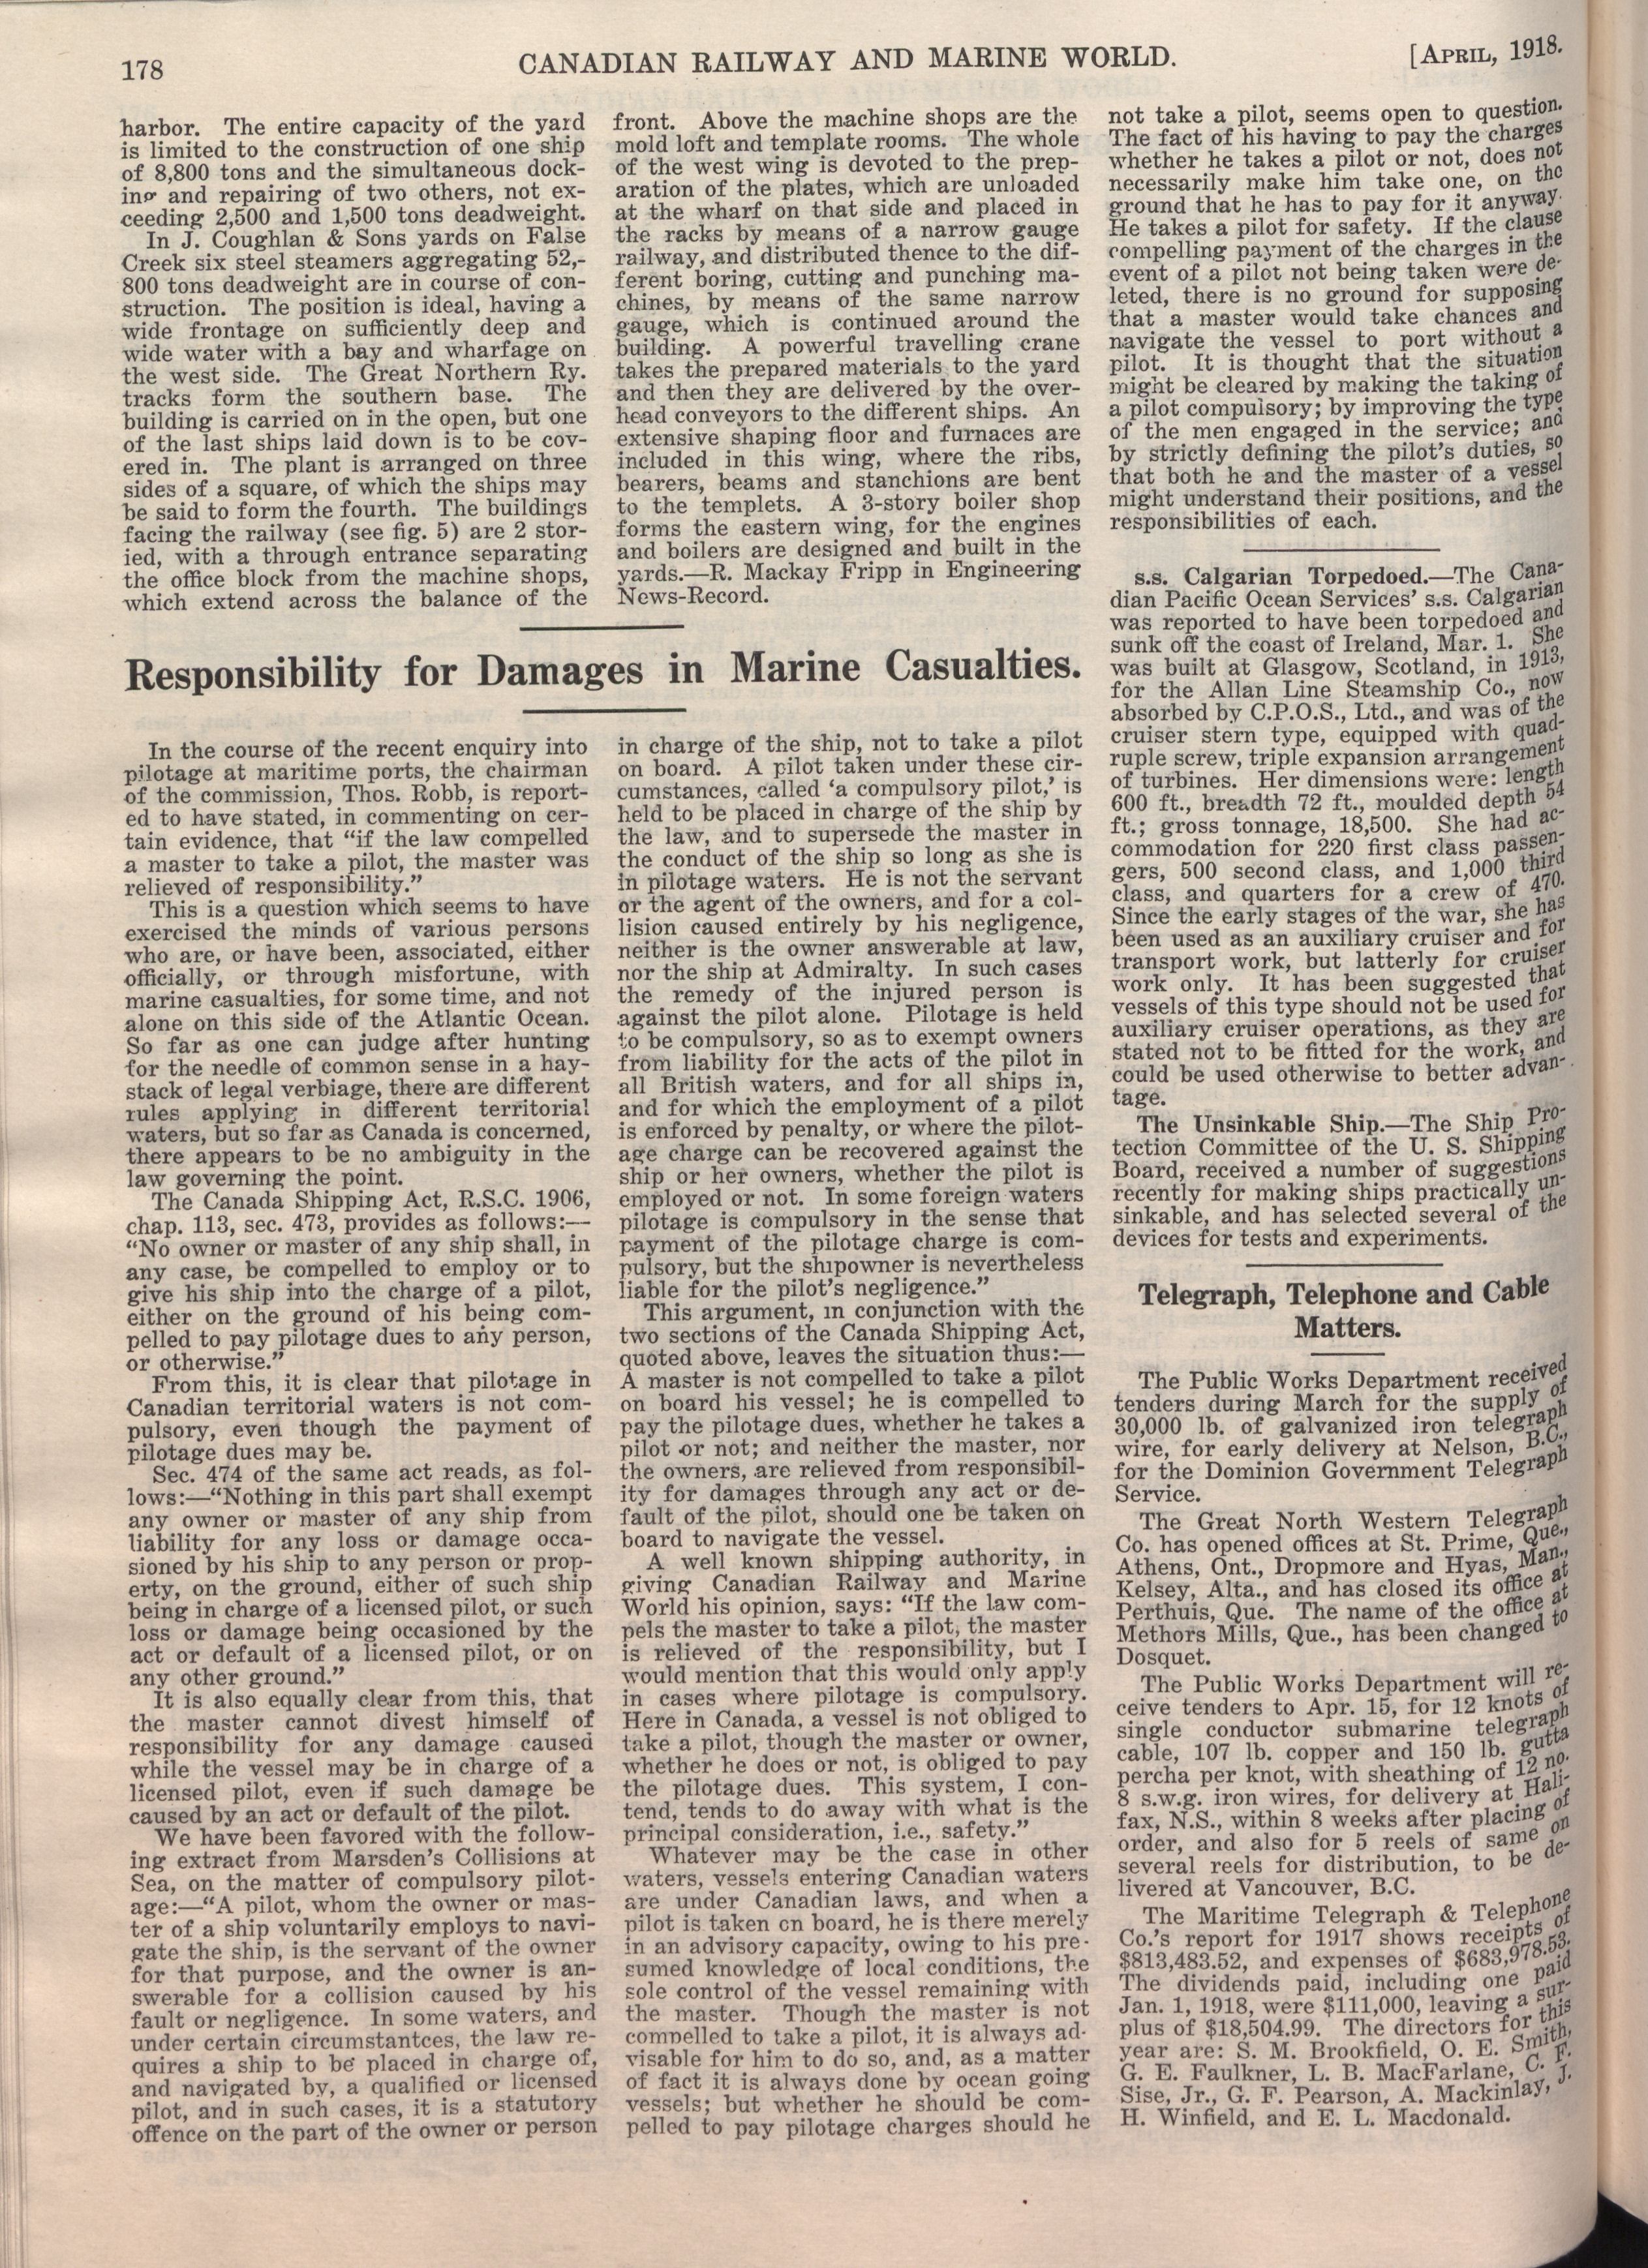 178
CANADIAN RAILWAY AND MARINE WORLD.
[APRIL, 1918.
harbor. The entire capacity of the yard
is limited to the construction of one ship
of 8,800 tons and the simultaneous dock-
ing and repairing of two others, not ex-
ceeding 2,500 and 1,500 tons deadweight.
In J. Coughlan & Sons yards on False
Creek six steel steamers aggregating 52,-
800 tons deadweight are in course of con-
struction. The position is ideal, having a
wide frontage on sufficiently deep and
wide water with a bay and wharfage on
the west side. The Great Northern Ry.
tracks form the southern base. The
building is carried on in the open, but one
of the last ships laid down is to be cov-
ered in. The plant is arranged on three
sides of a square, of which the ships may
be said to form the fourth. The buildings
facing the railway (see fig. 5) are 2 stor-
ied, with a through entrance separating
the office block from the machine shops,
which extend across the balance of the
front. Above the machine shops are the
mold loft and template rooms. The whole
of the west wing is devoted to the prep-
aration of the plates, which are unloaded
at the wharf on that side and placed in
the racks by means of a narrow gauge
railway, and distributed thence to the dif-
ferent boring, cutting and punching ma-
chines, by means of the same narrow
gauge, which is continued around the
building. A powerful travelling crane
takes the prepared materials to the yard
and then they are delivered by the over-
head conveyors to the different ships. An
extensive shaping floor and furnaces are
included in this wing, where the ribs,
bearers, beams and stanchions are bent
to the templets. A 3-story boiler shop
forms the eastern wing, for the engines
and boilers are designed and built in the
yards.—R. Mackay Fripp in Engineering
News-Record.
Responsibility for Damages in Marine Casualties.
In the course of the recent enquiry into
pilotage at maritime ports, the chairman
of the commission, Thos. Robb, is report-
ed to have stated, in commenting on cer-
tain evidence, that “if the law compelled
a master to take a pilot, the master was
relieved of responsibility.”
This is a question which seems to have
exercised the minds of various persons
who are, or have been, associated, either
officially, or through misfortune, with
marine casualties, for some time, and not
alone on this side of the Atlantic Ocean.
So far as one can judge after hunting
for the needle of common sense in a hay-
stack of legal verbiage, there are different
rules applying in different territorial
waters, but so far as Canada is concerned,
there appears to be no ambiguity in the
law governing the point.
The Canada Shipping Act, R.S.C. 1906,
chap. 113, sec. 473, provides as follows:—
“No owner or master of any ship shall, in
any case, be compelled to employ or to
give his ship into the charge of a pilot,
either on the ground of his being com-
pelled to pay pilotage dues to any person,
or otherwise.”
From this, it is clear that pilotage in
Canadian territorial waters is not com-
pulsory, even though the payment of
pilotage dues may be.
Sec. 474 of the same act reads, as fol-
lows:—“Nothing in this part shall exempt
any owner or master of any ship from
liability for any loss or damage occa-
sioned by his ship to any person or prop-
erty, on the ground, either of such ship
being in charge of a licensed pilot, or such
loss or damage being occasioned by the
act or default of a licensed pilot, or on
any other ground.”
It is also equally clear from this, that
the master cannot divest himself of
responsibility for any damage caused
while the vessel may be in charge of a
licensed pilot, even if such damage be
caused by an act or default of the pilot.
We have been favored with the follow-
ing extract from Marsden's Collisions at
Sea, on the matter of compulsory pilot-
age:—“A pilot, whom the owner or mas-
ter of a ship voluntarily employs to navi-
gate the ship, is the servant of the owner
for that purpose, and the owner is an-
swerable for a collision caused by his
fault or negligence. In some waters, and
under certain circumstantces, the law re-
quires a ship to be placed in charge of,
and navigated by, a qualified or licensed
pilot, and in such cases, it is a statutory
offence on the part of the owner or person
in charge of the ship, not to take a pilot
on board. A pilot taken under these cir-
cumstances, called ‘a compulsory pilot,’ is
held to be placed in charge of the ship by
the law, and to supersede the master in
the conduct of the ship so long as she is
in pilotage waters. He is not the servant
or the agent of the owners, and for a col-
lision caused entirely by his negligence,
neither is the owner answerable at law,
nor the ship at Admiralty. In such cases
the remedy of the injured person is
against the pilot alone. Pilotage is held
to be compulsory, so as to exempt owners
from liability for the acts of the pilot in
all British waters, and for all ships in,
and for which the employment of a pilot
is enforced by penalty, or where the pilot-
age charge can be recovered against the
ship or her owners, whether the pilot is
employed or not. In some foreign waters
pilotage is compulsory in the sense that
payment of the pilotage charge is com-
pulsory, but the shipowner is nevertheless
liable for the pilot's negligence.”
This argument, in conjunction with the
two sections of the Canada Shipping Act,
quoted above, leaves the situation thus:—
A master is not compelled to take a pilot
on board his vessel; he is compelled to
pay the pilotage dues, whether he takes a
pilot or not; and neither the master, nor
the owners, are relieved from responsibil-
ity for damages through any act or de-
fault of the pilot, should one be taken on
board to navigate the vessel.
A well known shipping authority, in
giving Canadian Railway and Marine
World his opinion, says: “If the law com-
pels the master to take a pilot, the master
is relieved of the responsibility, but I
would mention that this would only apply
in cases where pilotage is compulsory.
Here in Canada, a vessel is not obliged to
take a pilot, though the master or owner,
whether he does or not, is obliged to pay
the pilotage dues. This system, I con-
tend, tends to do away with what is the
principal consideration, i.e., safety.”
Whatever may be the case in other
waters, vessels entering Canadian waters
are under Canadian laws, and when a
pilot is taken on board, he is there merely
in an advisory capacity, owing to his pre-
sumed knowledge of local conditions, the
sole control of the vessel remaining with
the master. Though the master is not
compelled to take a pilot, it is always ad-
visable for him to do so, and, as a matter
of fact it is always done by ocean going
vessels; but whether he should be com-
pelled to pay pilotage charges should he
not take a pilot, seems open to question.
The fact of his having to pay the charges
whether he takes a pilot or not, does not
necessarily make him take one, on the
ground that he has to pay for it anyway.
He takes a pilot for safety. If the clause
compelling payment of the charges in the
event of a pilot not being taken were de-
leted, there is no ground for supposing
that a master would take chances and
navigate the vessel to port without a
pilot. It is thought that the situation
might be cleared by making the taking of
a pilot compulsory; by improving the type
of the men engaged in the service; and
by strictly defining the pilot's duties, so
that both he and the master of a vessel
might understand their positions, and the
responsibilities of each.
s.s. Calgarian Torpedoed.—The Cana-
dian Pacific Ocean Services' s.s. Calgarian
was reported to have been torpedoed and
sunk off the coast of Ireland, Mar. 1. She
was built at Glasgow, Scotland, in 1913,
for the Allan Line Steamship Co., now
absorbed by C.P.O.S., Ltd., and was of the
cruiser stern type, equipped with quad-
ruple screw, triple expansion arrangement
of turbines. Her dimensions were: length
600 ft., breadth 72 ft., moulded depth 54
ft.; gross tonnage, 18,500. She had ac-
commodation for 220 first class passen-
gers, 500 second class, and 1,000 third
class, and quarters for a crew of 470.
Since the early stages of the war, she has
been used as an auxiliary cruiser and for
transport work, but latterly for cruiser
work only. It has been suggested that
vessels of this type should not be used for
auxiliary cruiser operations, as they are
stated not to be fitted for the work, and
could be used otherwise to better advan-
tage.
The Unsinkable Ship.—The Ship Pro-
tection Committee of the U. S. Shipping
Board, received a number of suggestions
recently for making ships practically un-
sinkable, and has selected several of the
devices for tests and experiments.
Telegraph, Telephone and Cable
Matters.
The Public Works Department received
tenders during March for the supply of
30,000 lb. of galvanized iron telegraph
wire, for early delivery at Nelson, B.C.,
for the Dominion Government Telegraph
Service.
The Great North Western Telegraph
Co. has opened offices at St. Prime, Que.,
Athens, Ont., Dropmore and Hyas, Man.,
Kelsey, Alta., and has closed its office at
Perthuis, Que. The name of the office at
Methors Mills, Que., has been changed to
Dosquet.
The Public Works Department will re-
ceive tenders to Apr. 15, for 12 knots of
single conductor submarine telegraph
cable, 107 lb. copper and 150 lb. gutta
percha per knot, with sheathing of 12 no.
8 s.w.g. iron wires, for delivery at Hali-
fax, N.S., within 8 weeks after placing of
order, and also for 5 reels of same on
several reels for distribution, to be de-
livered at Vancouver, B.C.
The Maritime Telegraph & Telephone
Co.'s report for 1917 shows receipts of
$813,483.52, and expenses of $683,978.53.
The dividends paid, including one paid
Jan. 1, 1918, were $111,000, leaving a sur-
plus of $18,504.99. The directors for this
year are: S. M. Brookfield, O. E. Smith,
G. E. Faulkner, L. B. MacFarlane, C. F.
Sise, Jr., G. F. Pearson, A. Mackinlay, J.
H. Winfield, and E. L. Macdonald.